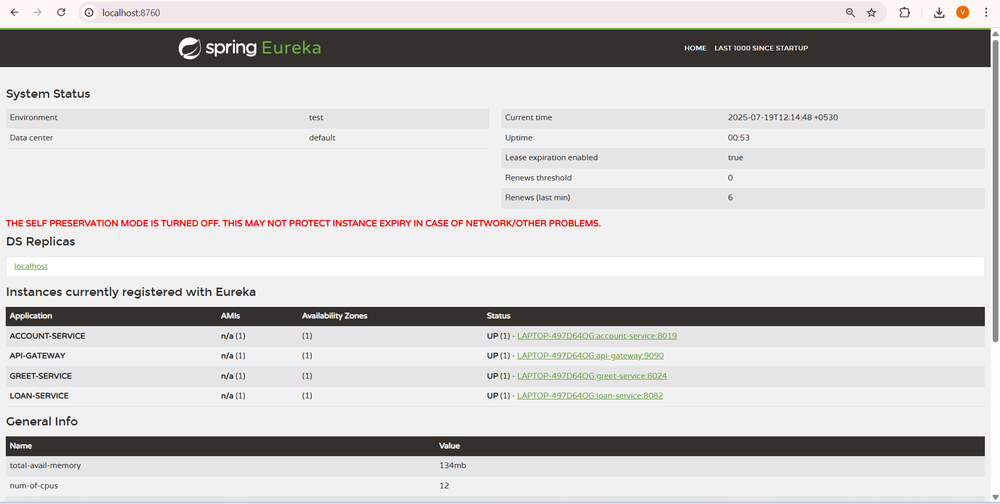 localhost:8760
V
spring Eureka
HOME LAST 1000 SINCE STARTUP
System Status
Environment test
Data center default
Current time 2025-07-19T12:14:48 +0530
Uptime 00:53
Lease expiration enabled true
Renews threshold 0
Renews (last min) 6
THE SELF PRESERVATION MODE IS TURNED OFF. THIS MAY NOT PROTECT INSTANCE EXPIRY IN CASE OF NETWORK/OTHER PROBLEMS.
DS Replicas
localhost
Instances currently registered with Eureka
Application AMIs Availability Zones Status
ACCOUNT-SERVICE n/a (1) (1) UP (1) - LAPTOP-497D64OG:account-service:8019
API-GATEWAY n/a (1) (1) UP (1) - LAPTOP-497D64OG:api-gateway:9090
GREET-SERVICE n/a (1) (1) UP (1) - LAPTOP-497D64OG:greet-service:8024
LOAN-SERVICE n/a (1) (1) UP (1) - LAPTOP-497D64OG:loan-service:8082
General Info
Name Value
total-avail-memory 134mb
num-of-cpus 12